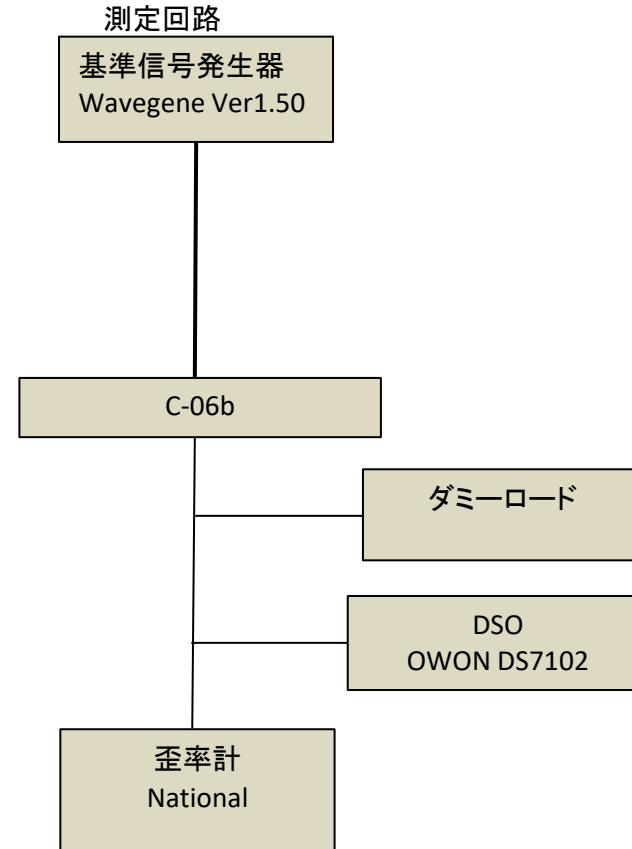 測定回路
基準信号発生器
Wavegene Ver1.50
C-06b
ダミーロード
DSO
OWON DS7102
歪率計
National